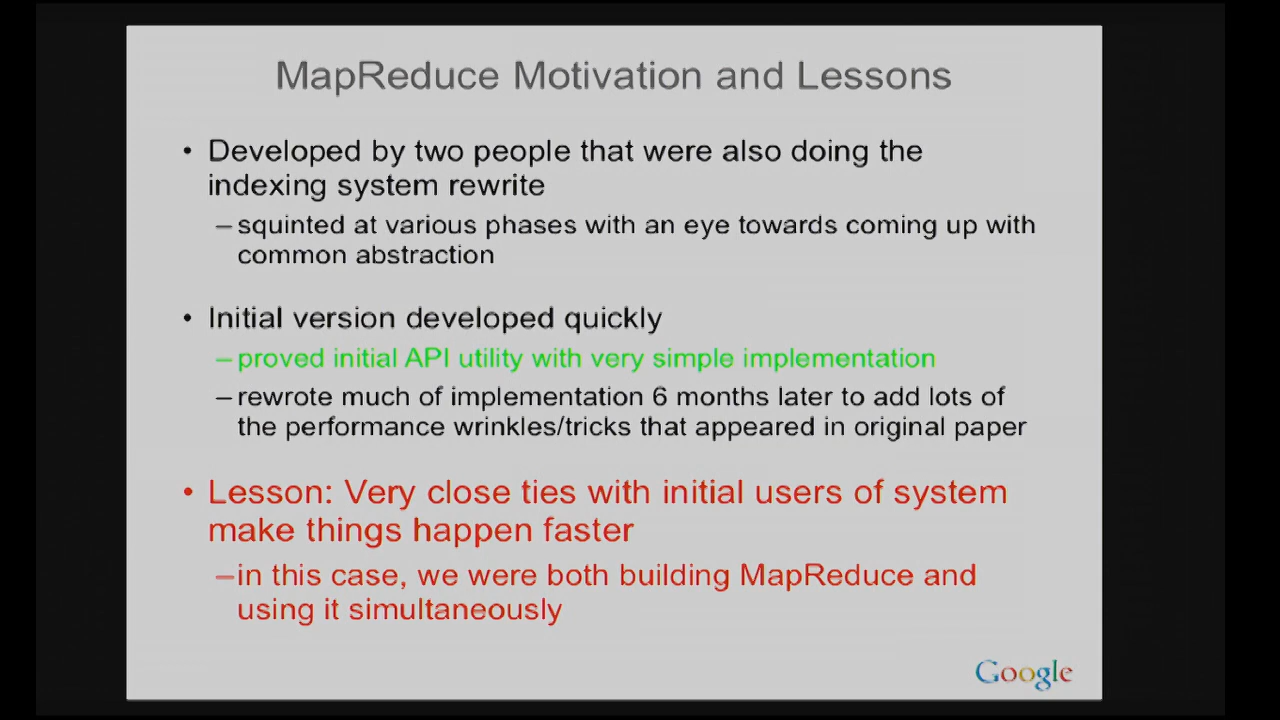 MapReduce Motivation and Lessons
• Developed by two people that were also doing the
indexing system rewrite
– squinted at various phases with an eye towards coming up with
common abstraction
• Initial version developed quickly
– proved initial API utility with very simple implementation
– rewrote much of implementation 6 months later to add lots of
the performance wrinkles/tricks that appeared in original paper
• Lesson: Very close ties with initial users of system
make things happen faster
– in this case, we were both building MapReduce and
using it simultaneously
Google